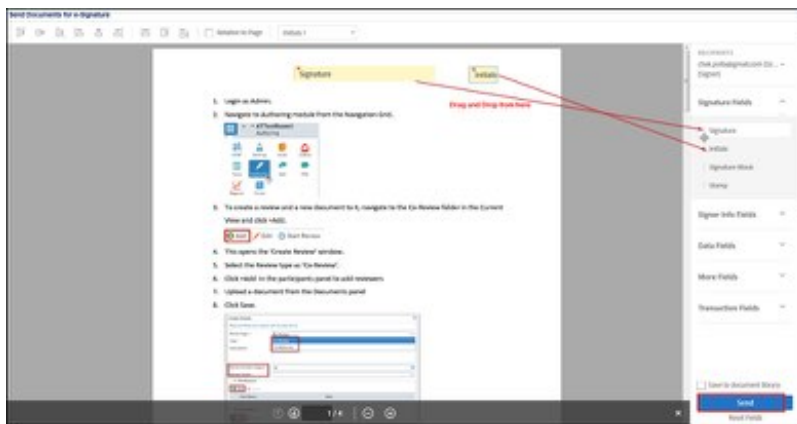 Send Documents for e-Signature
Relative to Page
Initials 1
Signature
Initials
Drag and Drop from here
1. Login as Admin.
2. Navigate to Authoring module from the Navigation Grid.
Authoring
3. To create a review and a new document to it, navigate to the Co-Review folder in the Current
View and click +Add.
Edit
Start Review
4. This opens the 'Create Review' window.
5. Select the Review type as 'Co-Review'.
6. Click +Add in the participants panel to add reviewers
7. Upload a document from the Documents panel
8. Click Save.
1 / 4
RECIPIENTS
(Signer)
Signature Fields
Signature
Initials
Signature Block
Stamp
Signer Info Fields
Data Fields
More Fields
Transaction Fields
Save to document library
Send
Reset Fields